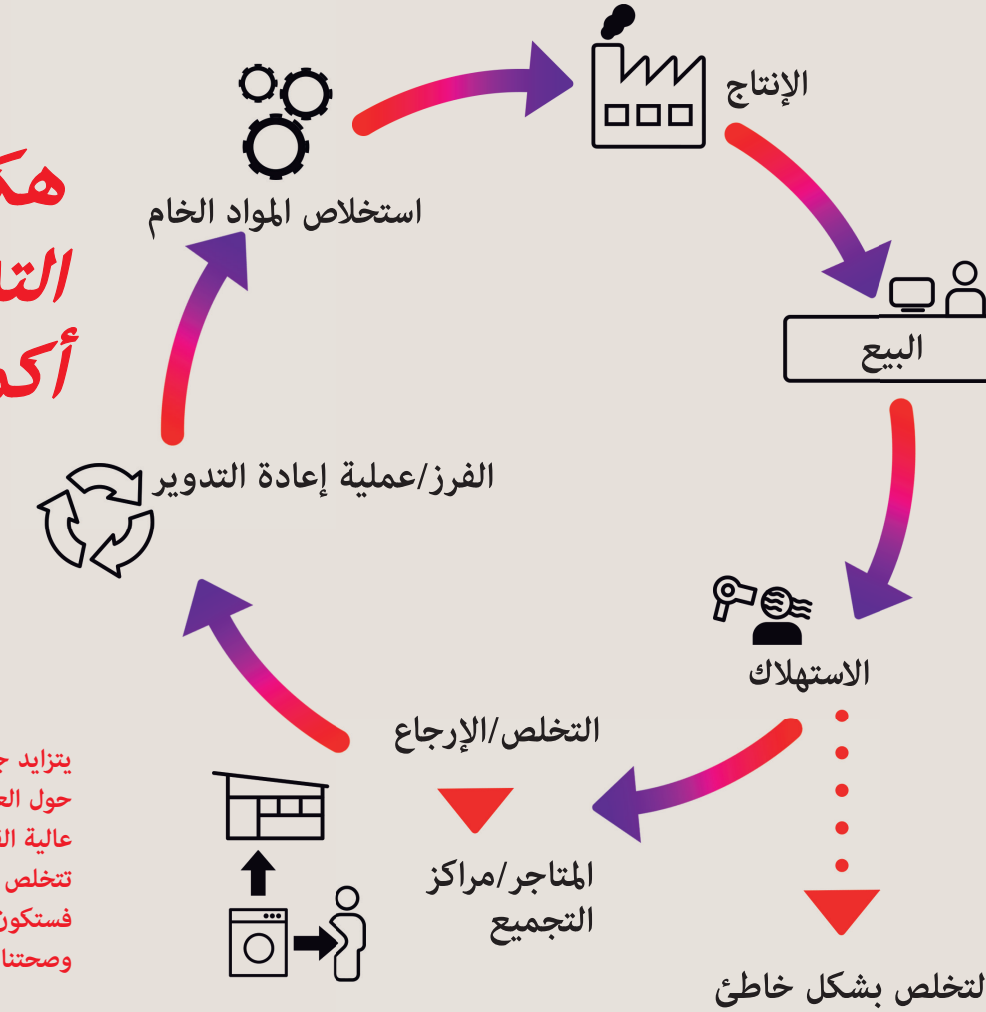 الإنتاج
استخلاص المواد الخام
البيع
الفرز/عملية إعادة التدوير
الاستهلاك
التخلص/الإرجاع
المتاجر/مراكز
التجميع
لتخلص بشكل خاطئ
يتزايد
حول
عالية
تتخلص
فستكون
وصحتنا